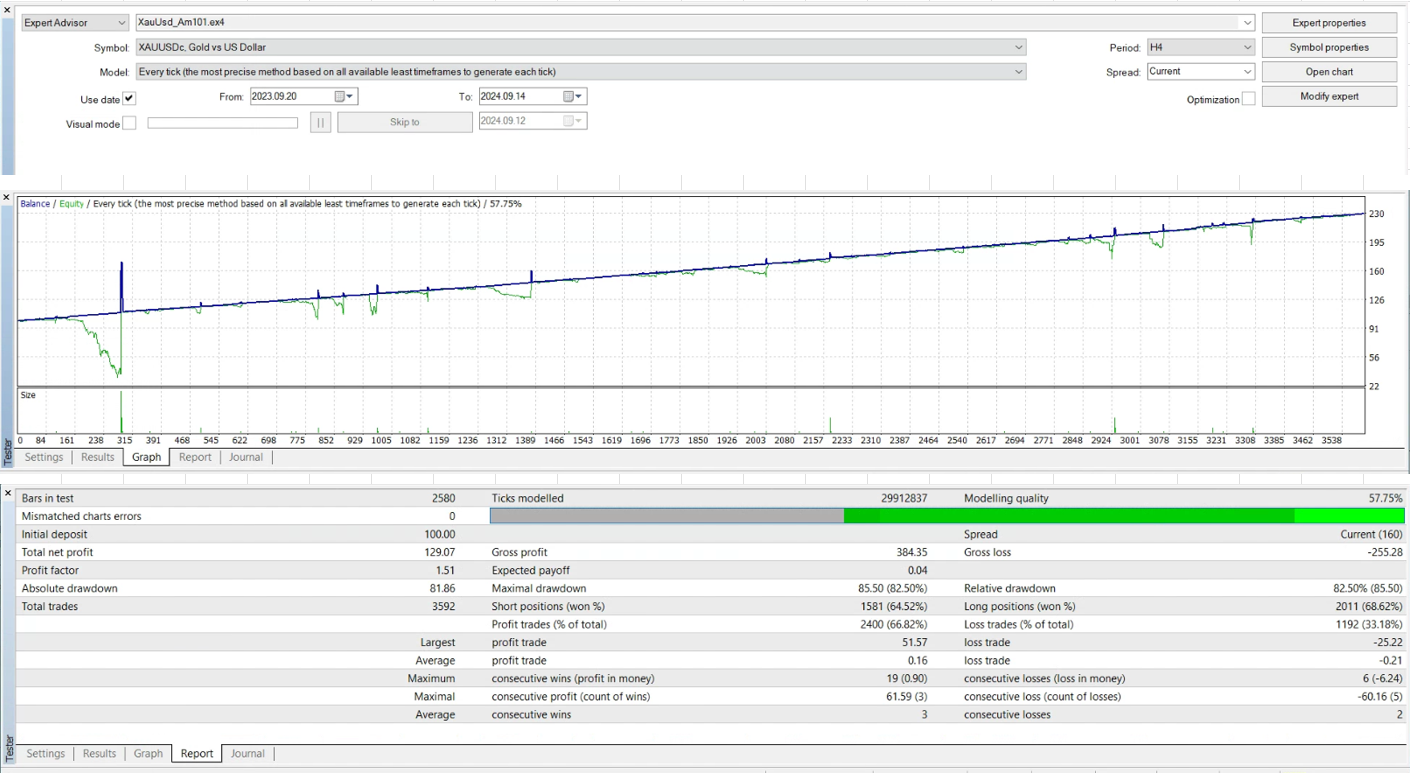 Expert Advisor XauUsd_Am101.ex4 Expert properties
Symbol: XAUUSDc, Gold vs US Dollar Period: H4 Symbol properties
Model: Every tick (the most precise method based on all available least timeframes to generate each tick) Spread: Current Open chart
Use date From: 2023.09.20 To: 2024.09.14 Optimization Modify expert
Visual mode Skip to 2024.09.12
Balance / Equity / Every tick (the most precise method based on all available least timeframes to generate each tick) / 57.75%
230
195
160
126
91
56
22
Size
0 84 161 238 315 391 468 545 622 698 775 852 929 1005 1082 1159 1236 1312 1389 1466 1543 1619 1696 1773 1850 1926 2003 2080 2157 2233 2310 2387 2464 2540 2617 2694 2771 2848 2924 3001 3078 3155 3231 3308 3385 3462 3538
Tester
Settings Results Graph Report Journal
Bars in test 2580 Ticks modelled 29912837 Modelling quality 57.75%
Mismatched charts errors 0
Initial deposit 100.00 Spread Current (160)
Total net profit 129.07 Gross profit 384.35 Gross loss -255.28
Profit factor 1.51 Expected payoff 0.04
Absolute drawdown 81.86 Maximal drawdown 85.50 (82.50%) Relative drawdown 82.50% (85.50)
Total trades 3592 Short positions (won %) 1581 (64.52%) Long positions (won %) 2011 (68.62%)
Profit trades (% of total) 2400 (66.82%) Loss trades (% of total) 1192 (33.18%)
Largest profit trade 51.57 loss trade -25.22
Average profit trade 0.16 loss trade -0.21
Maximum consecutive wins (profit in money) 19 (0.90) consecutive losses (loss in money) 6 (-6.24)
Maximal consecutive profit (count of wins) 61.59 (3) consecutive loss (count of losses) -60.16 (5)
Average consecutive wins 3 consecutive losses 2
Tester
Settings Results Graph Report Journal